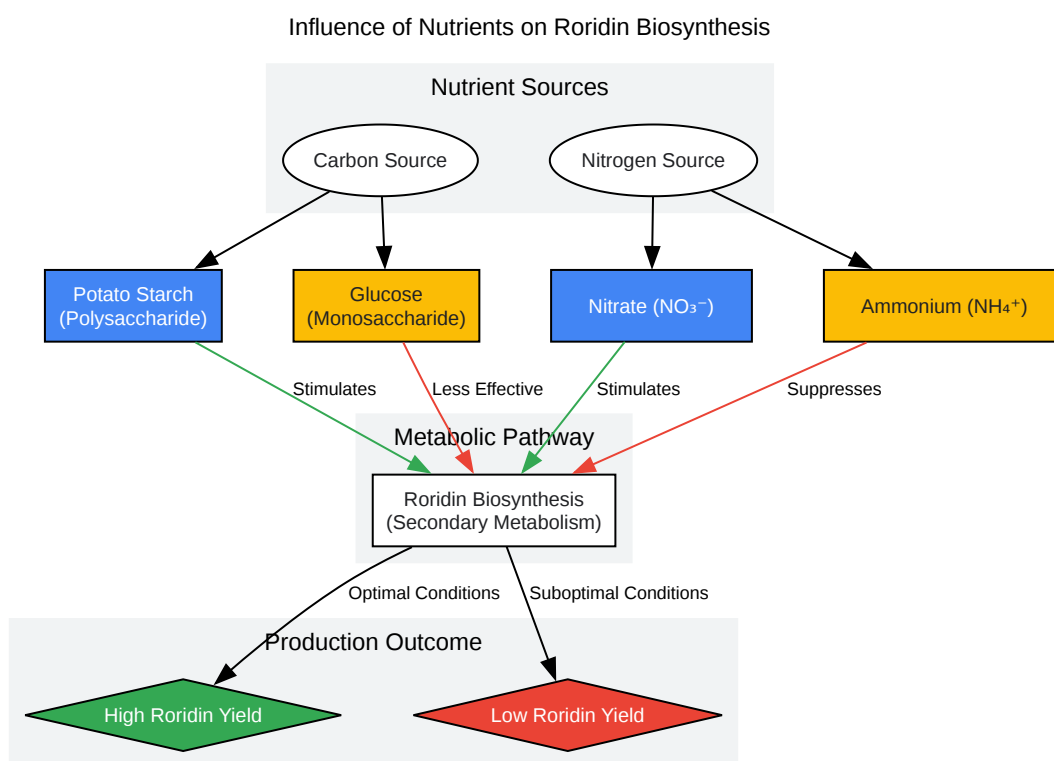 Influence of Nutrients on Roridin Biosynthesis
Nutrient Sources
Carbon Source
Nitrogen Source
Potato Starch
(Polysaccharide)
Glucose
(Monosaccharide)
Nitrate (NO₃⁻)
Ammonium (NH₄⁺)
Stimulates
Less Effective
Stimulates
Suppresses
Metabolic Pathway
Roridin Biosynthesis
(Secondary Metabolism)
Optimal Conditions
Suboptimal Conditions
Production Outcome
High Roridin Yield
Low Roridin Yield